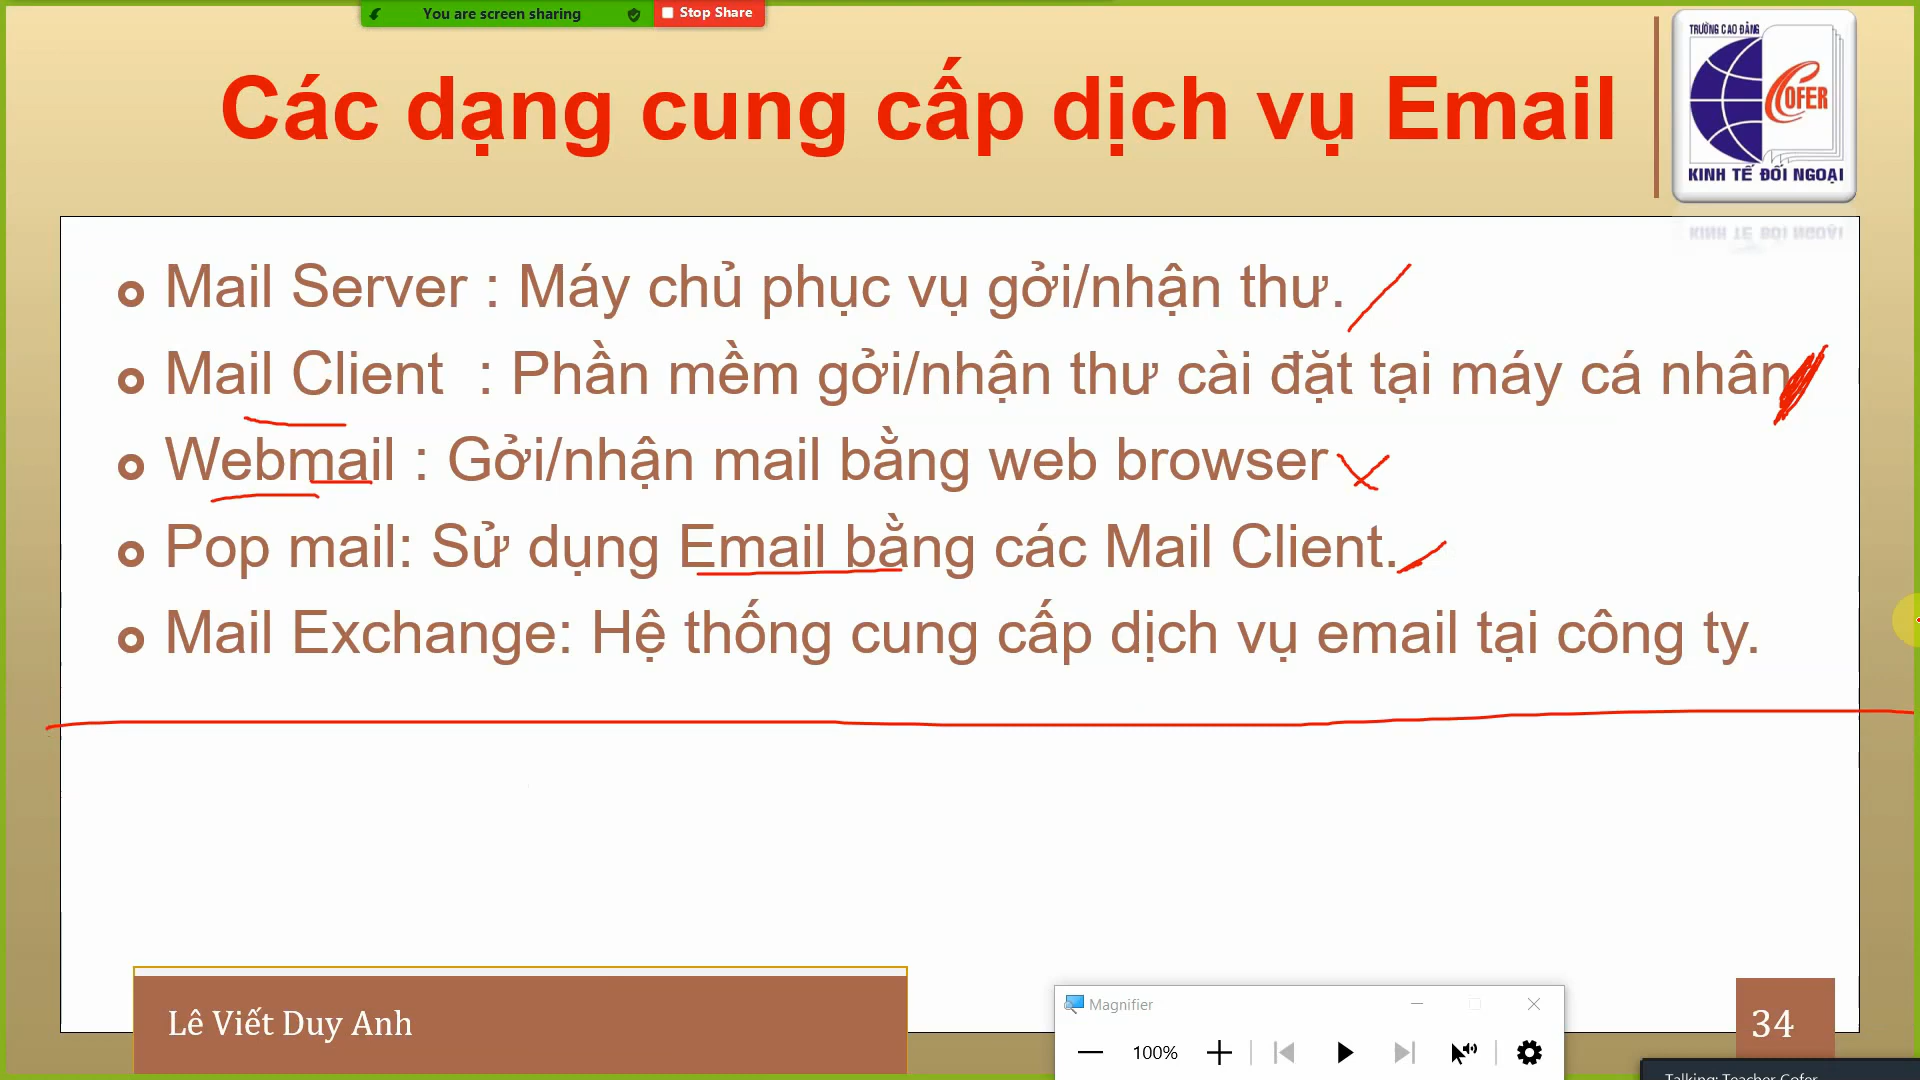 You are screen sharing
Stop Share
Các dạng cung cấp dịch vụ Email
TRƯỜNG CAO ĐẲNG
COFER
KINH TẾ ĐỐI NGOẠI
Mail Server : Máy chủ phục vụ gởi/nhận thư.
Mail Client : Phần mềm gởi/nhận thư cài đặt tại máy cá nhân
Webmail : Gởi/nhận mail bằng web browser
Pop mail: Sử dụng Email bằng các Mail Client.
Mail Exchange: Hệ thống cung cấp dịch vụ email tại công ty.
Lê Viết Duy Anh
Magnifier
100%
34
Talking: Teacher Cofer